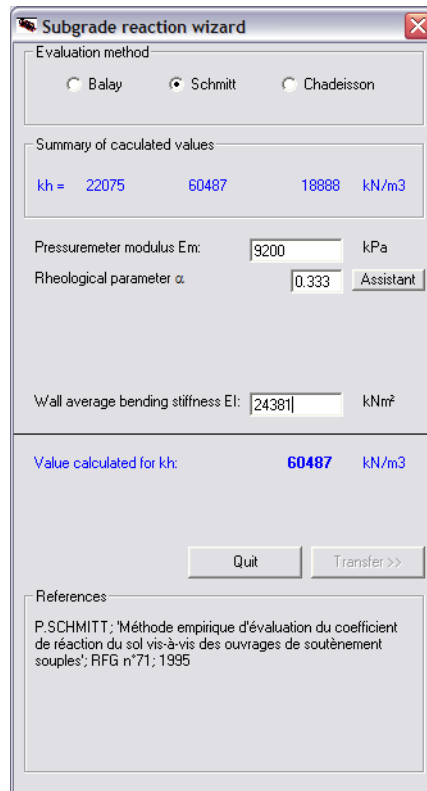 Subgrade reaction wizard
Evaluation method
Balay Schmitt Chadeisson
Summary of caculated values
kh = 22075 60487 18888 kN/m3
Pressuremeter modulus Em: 9200 kPa
Rheological parameter α 0.333 Assistant
Wall average bending stiffness EI: 24381 kNm²
Value calculated for kh: 60487 kN/m3
Quit Transfer >>
References
P.SCHMITT; 'Méthode empirique d'évaluation du coefficient
de réaction du sol vis-à-vis des ouvrages de soutènement
souples'; RFG n°71; 1995